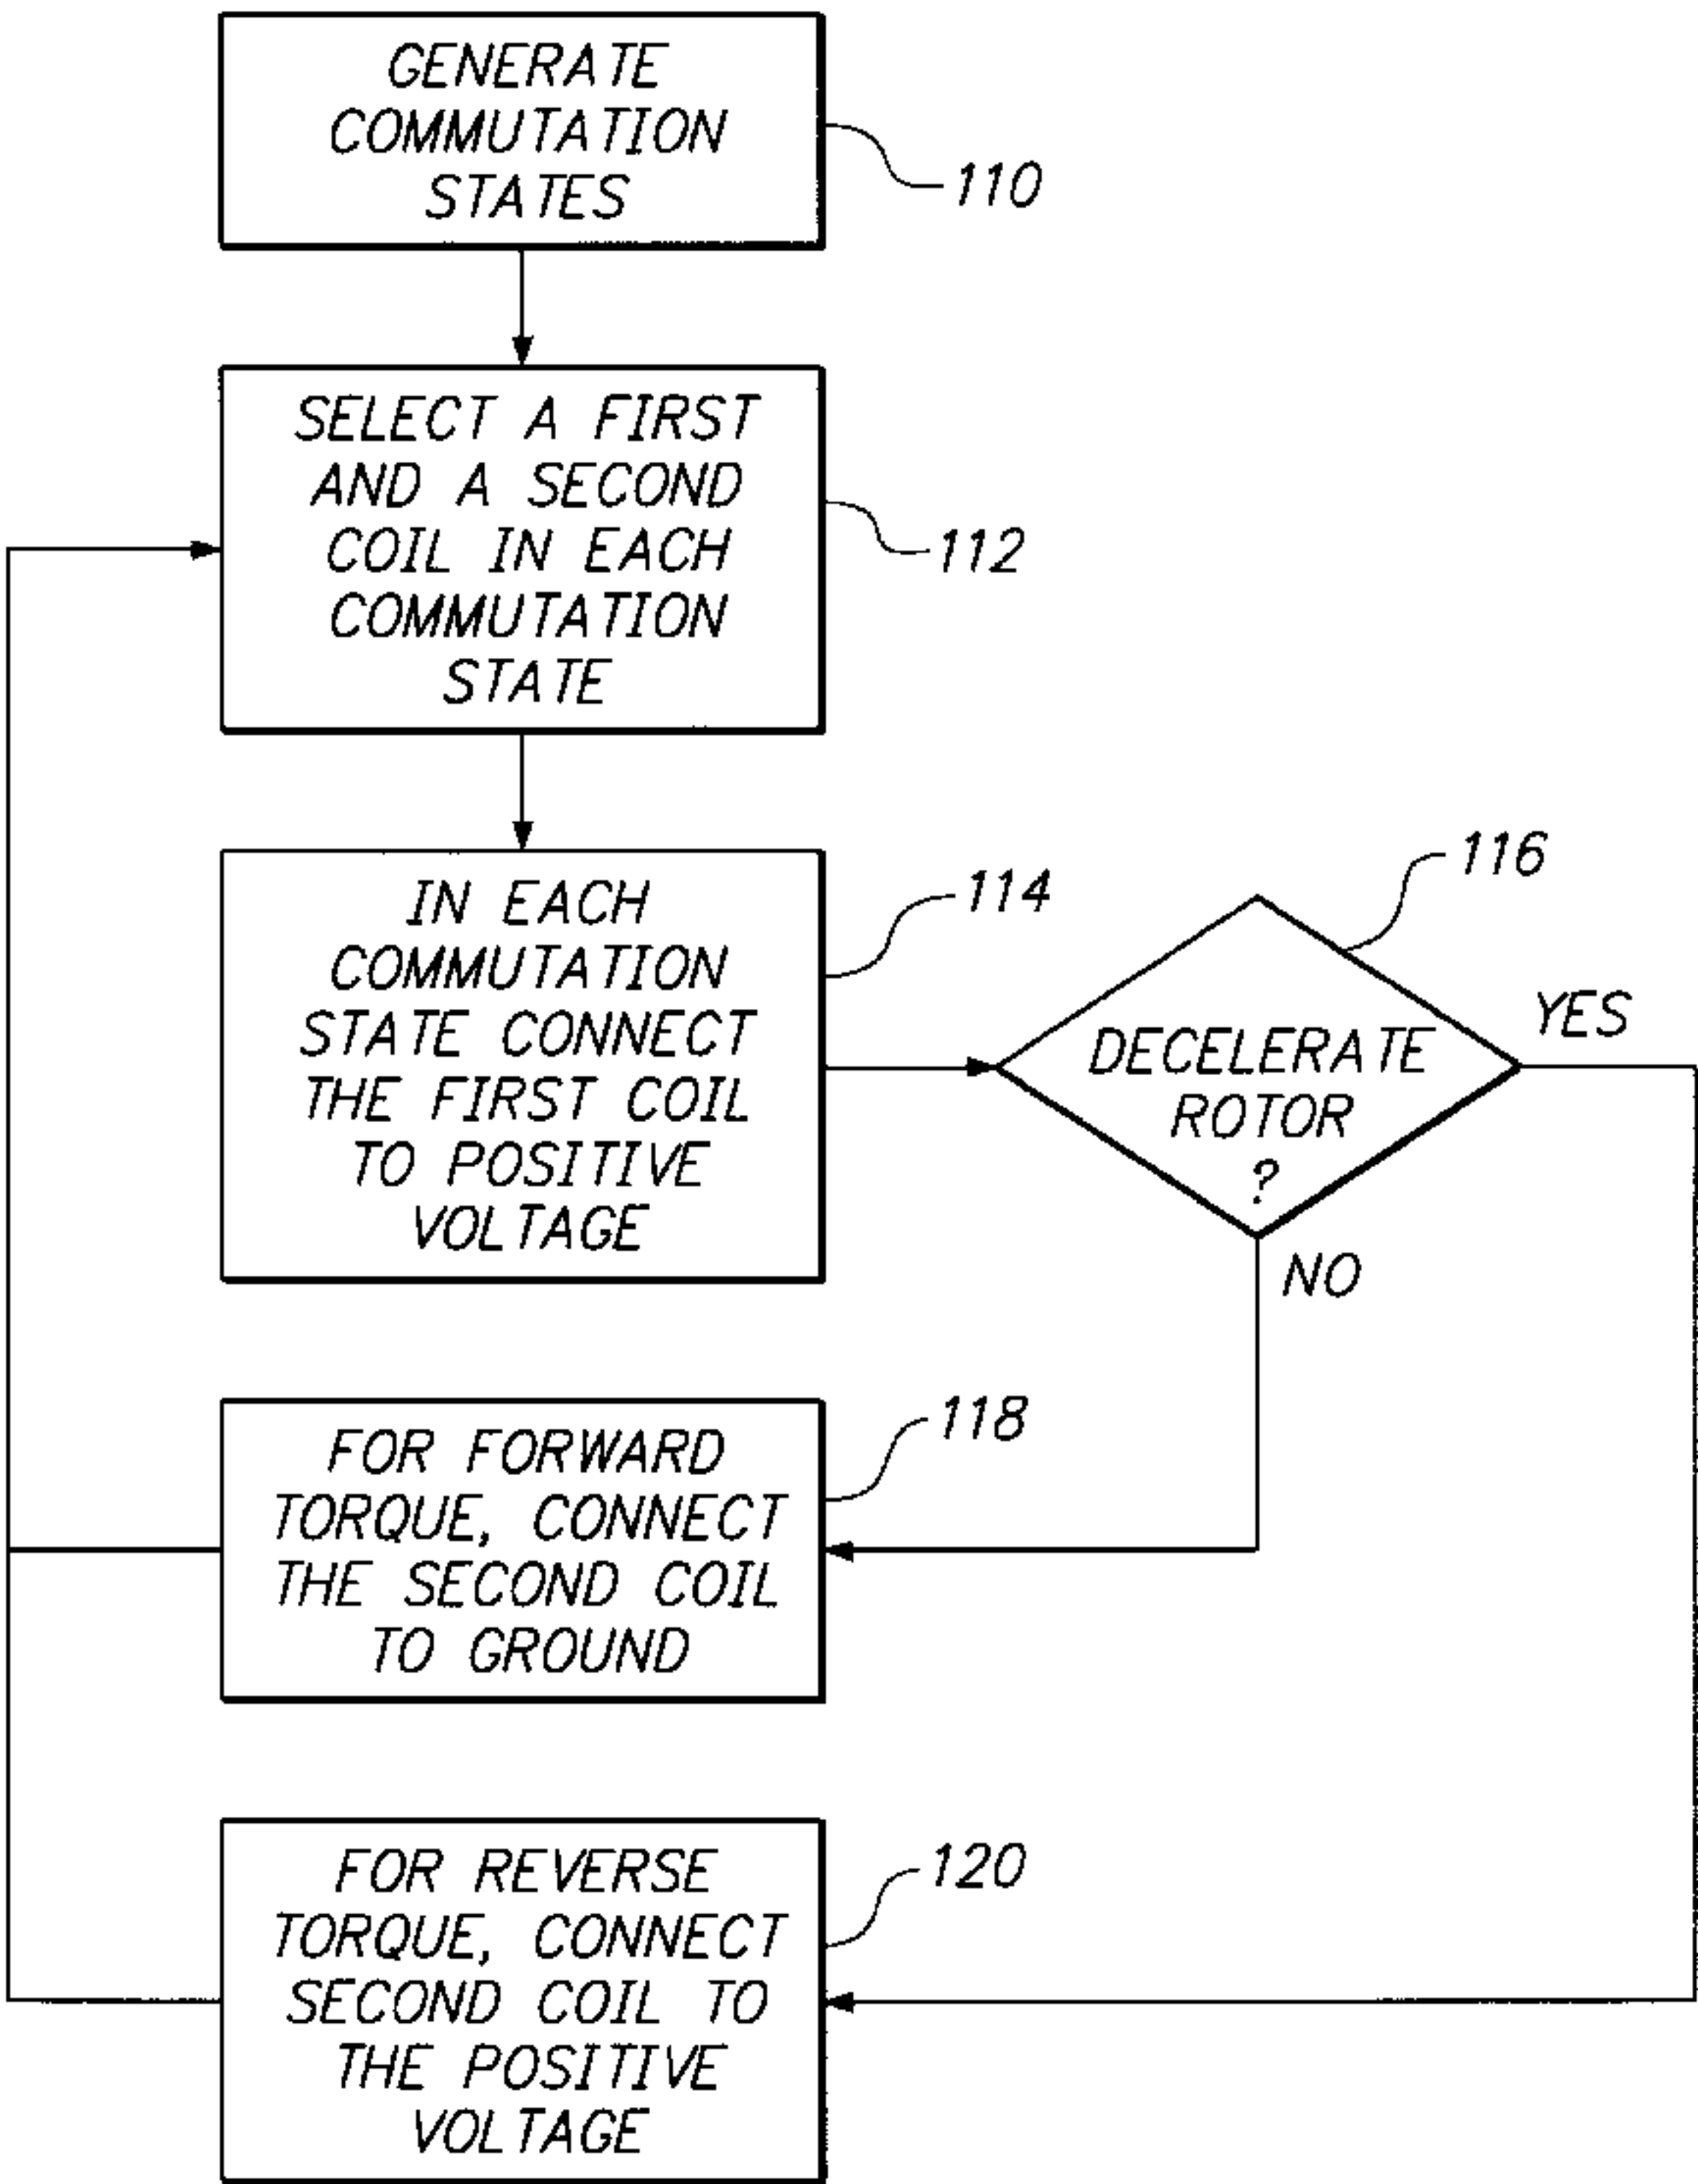 GENERATE
COMMUTATION
STATES
110
SELECT A FIRST
AND A SECOND
COIL IN EACH
COMMUTATION
STATE
112
IN EACH
COMMUTATION
STATE CONNECT
THE FIRST COIL
TO POSITIVE
VOLTAGE
114
116
DECELERATE
ROTOR
?
YES
NO
FOR FORWARD
TORQUE, CONNECT
THE SECOND COIL
TO GROUND
118
FOR REVERSE
TORQUE, CONNECT
SECOND COIL TO
THE POSITIVE
VOLTAGE
120